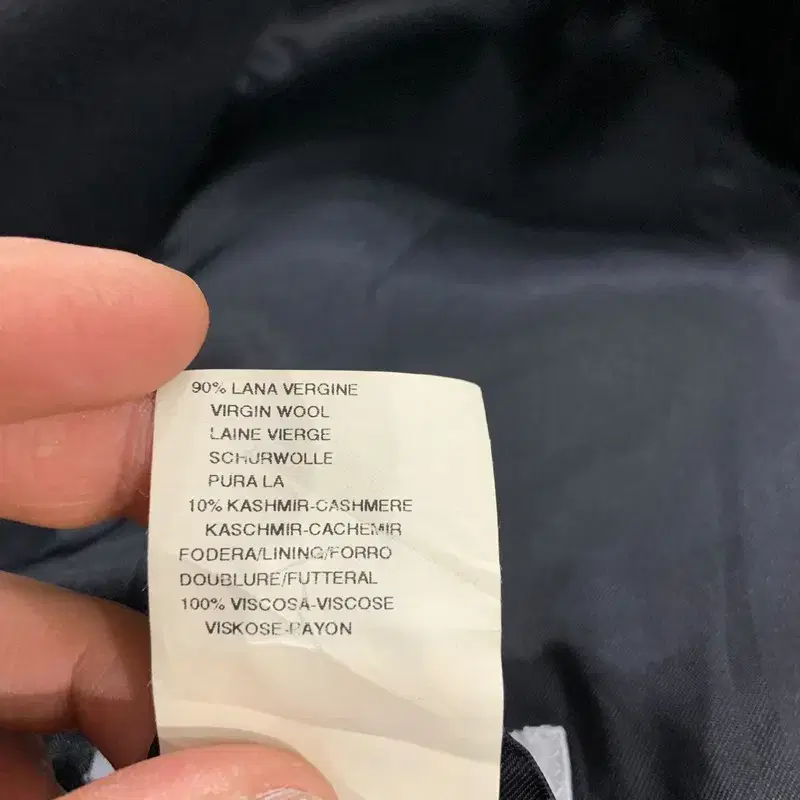 90% LANA VERGINE
VIRGIN WOOL
LAINE VIERGE
SCHURWOLLE
PURA LA
10% KASHMIR-CASHMERE
KASCHMIR-CACHEMIR
FODERA/LINING/FORRO
DOUBLURE/FUTTERAL
100% VISCOSA-VISCOSE
VISKOSE-RAYON